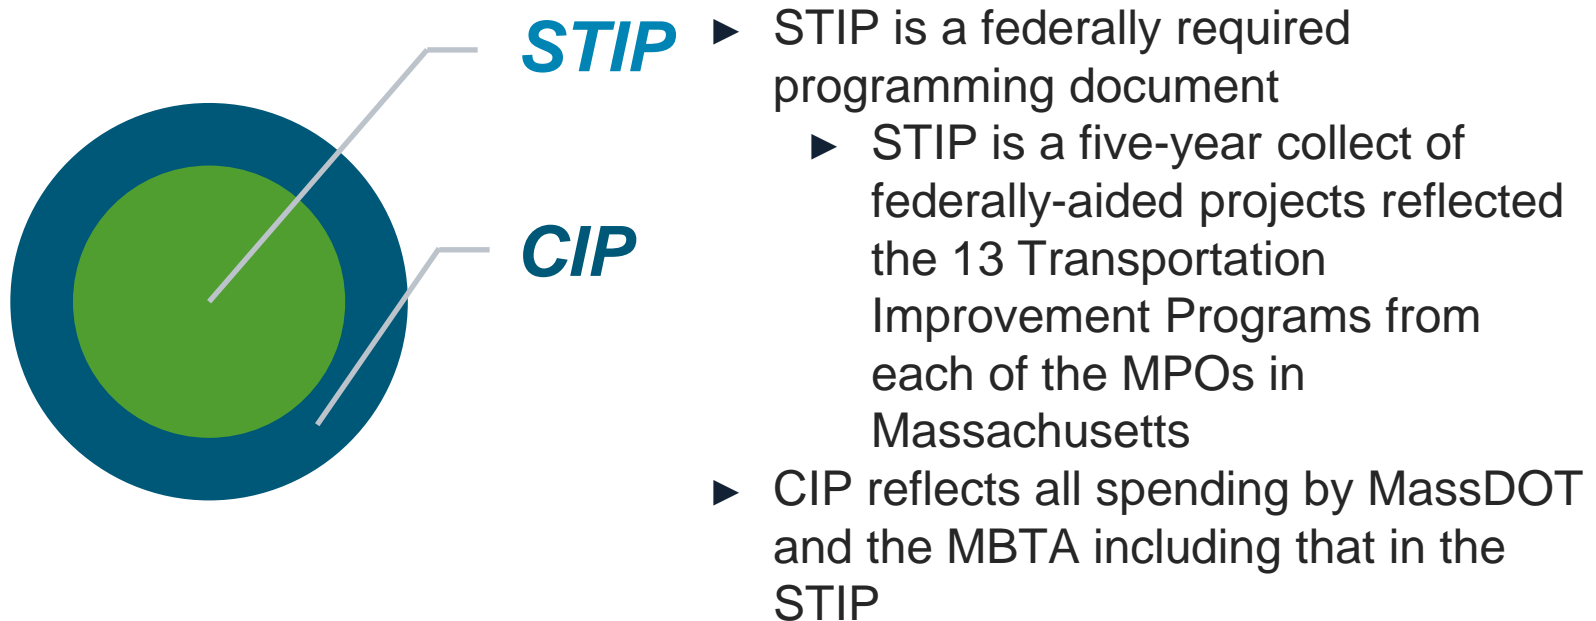 STIP
CIP
► STIP is a federally required
programming document
► STIP is a five-year collect of
federally-aided projects reflected
the 13 Transportation
Improvement Programs from
each of the MPOs in
Massachusetts
► CIP reflects all spending by MassDOT
and the MBTA including that in the
STIP